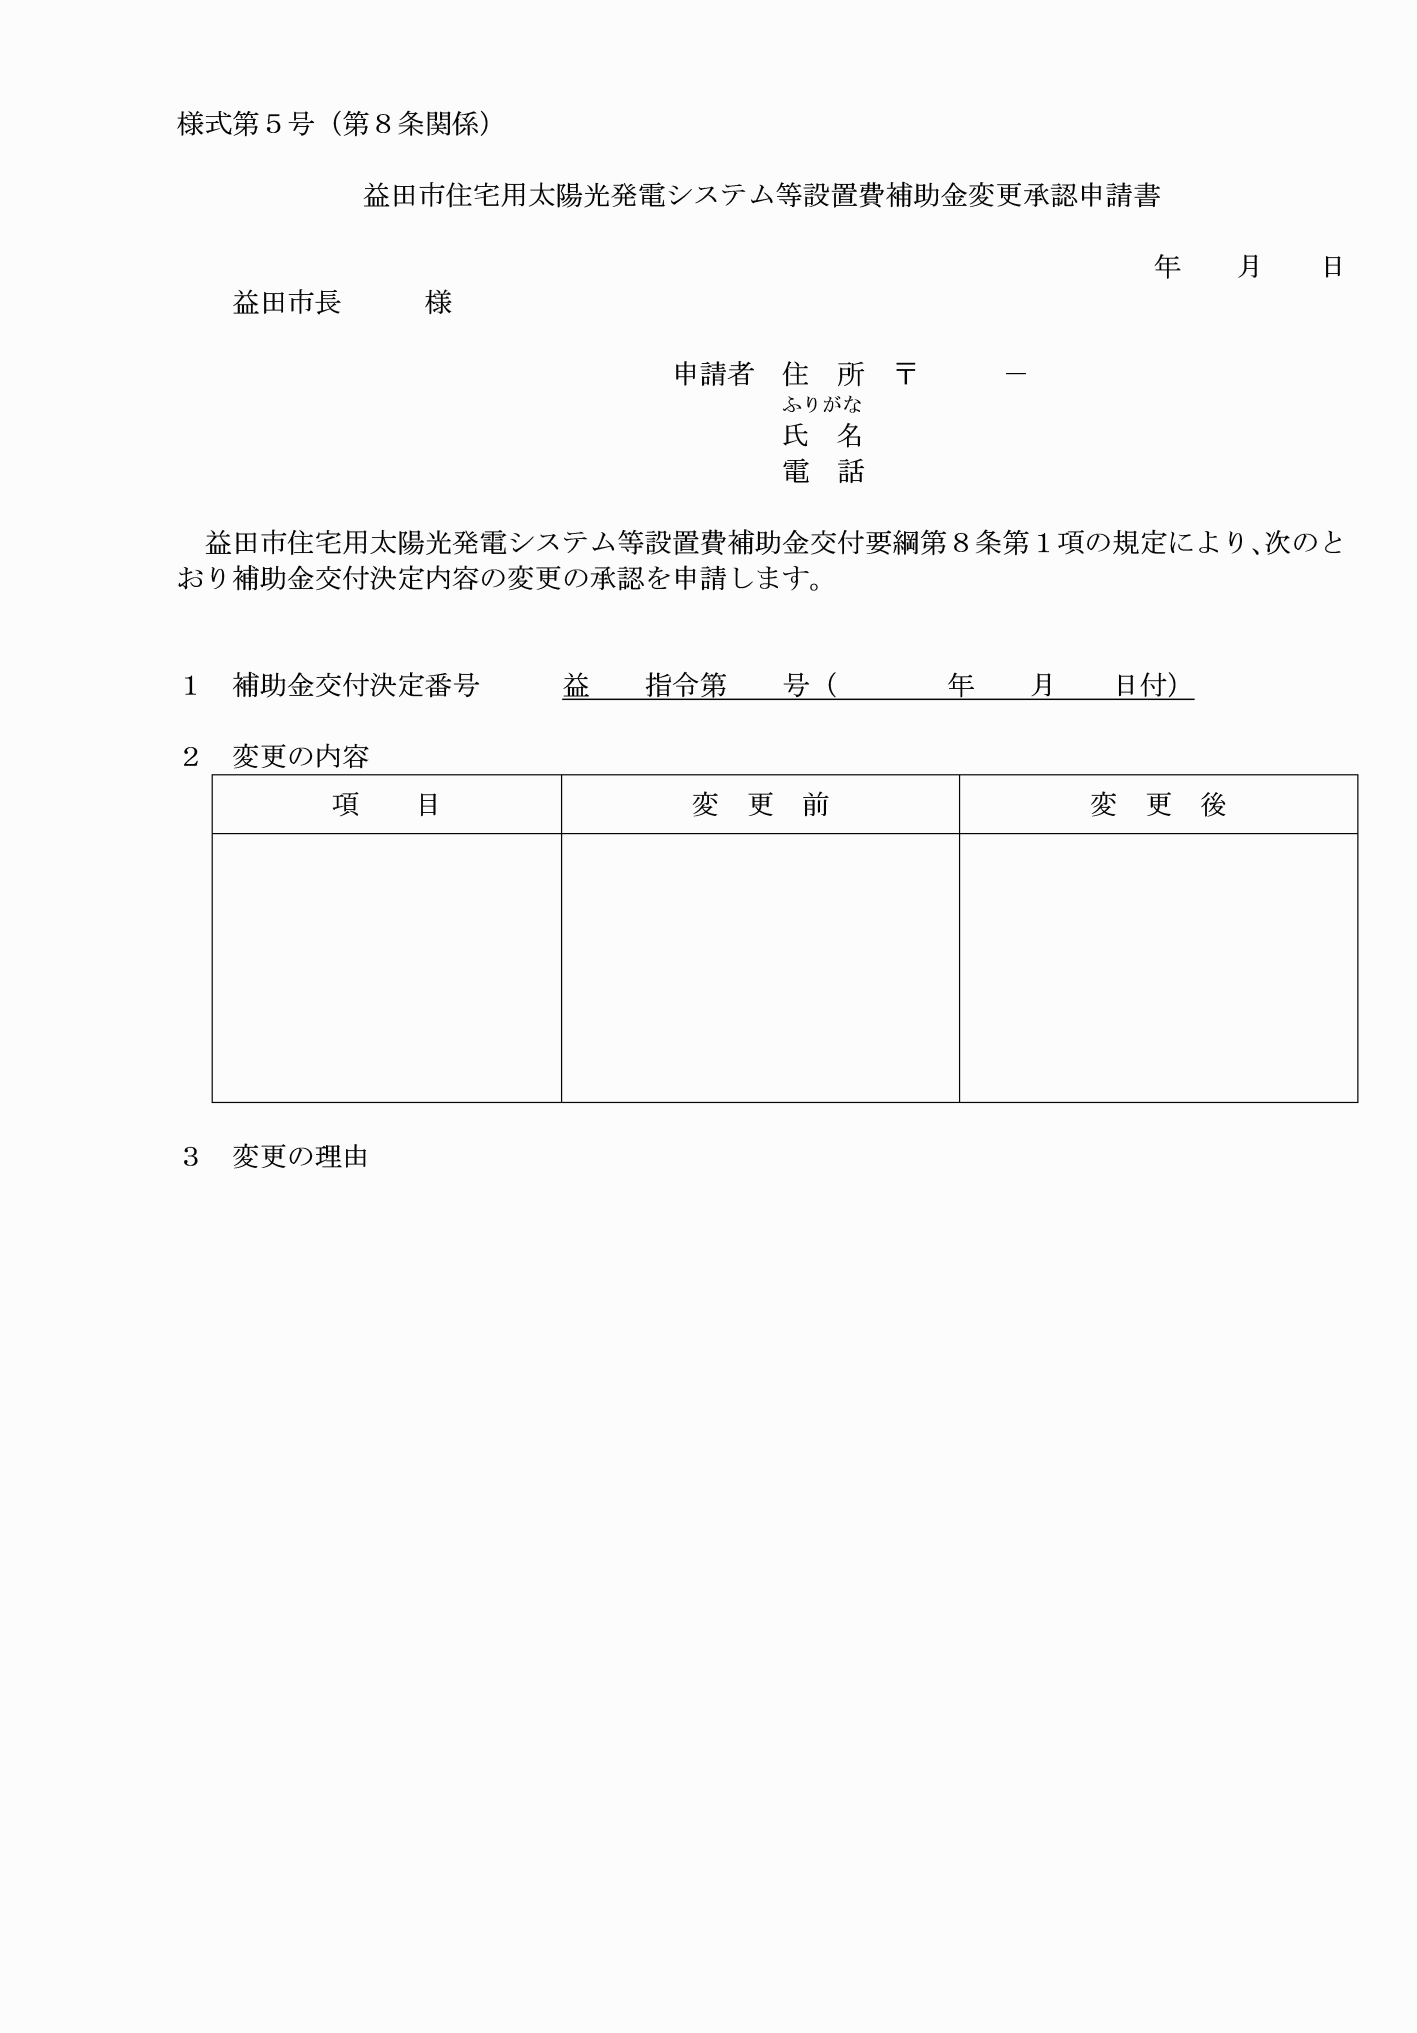 様式第５号（第８条関係）
益田市住宅用太陽光発電システム等設置費補助金変更承認申請書
年　　月　　日
益田市長　　　様
申請者　住　所　〒　　　－
ふりがな
氏　名
電　話
益田市住宅用太陽光発電システム等設置費補助金交付要綱第８条第１項の規定により、次のと
おり補助金交付決定内容の変更の承認を申請します。
１　補助金交付決定番号　　　益　　指令第　　号（　　　　年　　月　　日付）
２　変更の内容
項　　目　　変　更　前　　変　更　後
３　変更の理由